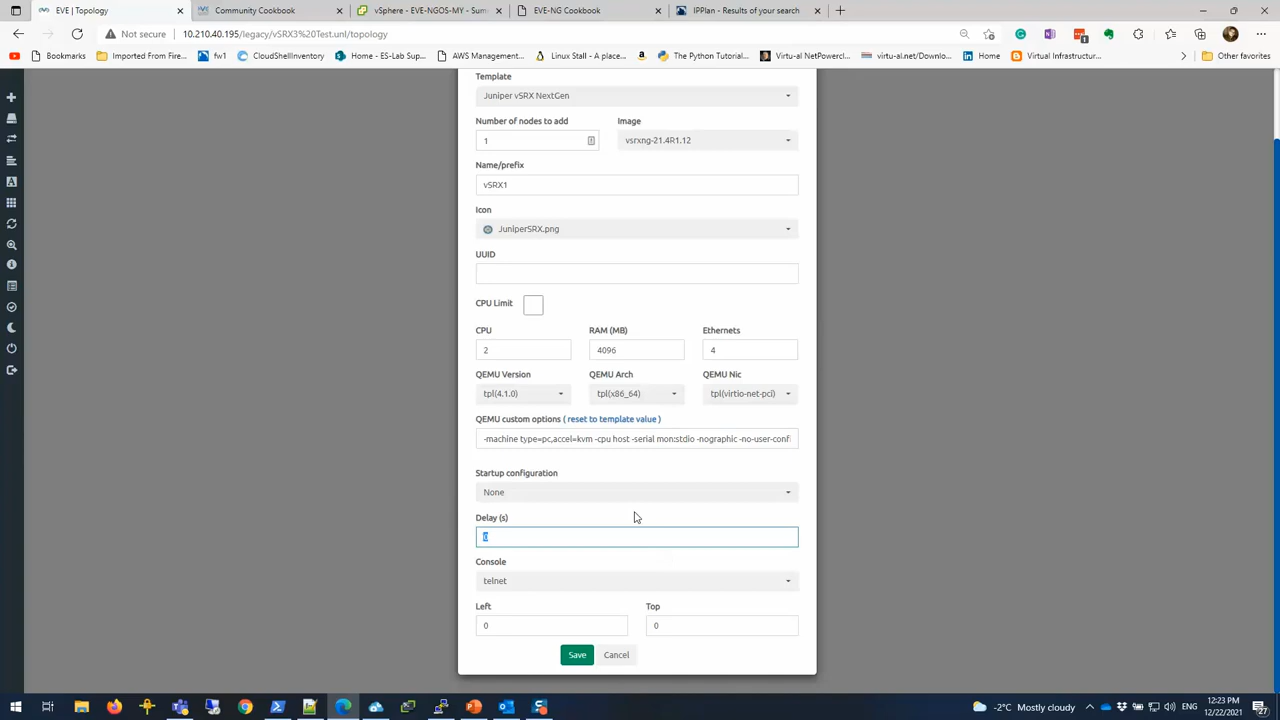 EVE | Topology
Community Cookbook
vSphere - EVE-NGOS-MY - Sum
EVE-NG Cookbook
IPPlan - Results of your search
Not secure
10.210.40.195/legacy/vSRX3%20Test.unl/topology
1
Bookmarks
Imported From Fire...
fw1
CloudShellInventory
Home - ES-Lab Sup...
AWS Management...
Linux Stall - A place...
The Python Tutorial...
Virtu-al NetPowercl...
virtu-al.net/Downlo...
Home
Virtual Infrastructur...
Other favorites
Template
Juniper vSRX NextGen
Number of nodes to add
Image
1
vsrxng-21.4R1.12
Name/prefix
vSRX1
Icon
JuniperSRX.png
UUID
CPU Limit
CPU
RAM (MB)
Ethernets
2
4096
4
QEMU Version
QEMU Arch
QEMU Nic
tpl(4.1.0)
tpl(x86_64)
tpl(virtio-net-pci)
QEMU custom options ( reset to template value )
-machine type=pc,accel=kvm -cpu host -serial mon:stdio -nographic -no-user-confi
Startup configuration
None
Delay (s)
0
Console
telnet
Left
Top
0
0
Save
Cancel
-2°C Mostly cloudy
12:23 PM
12/22/2021
27